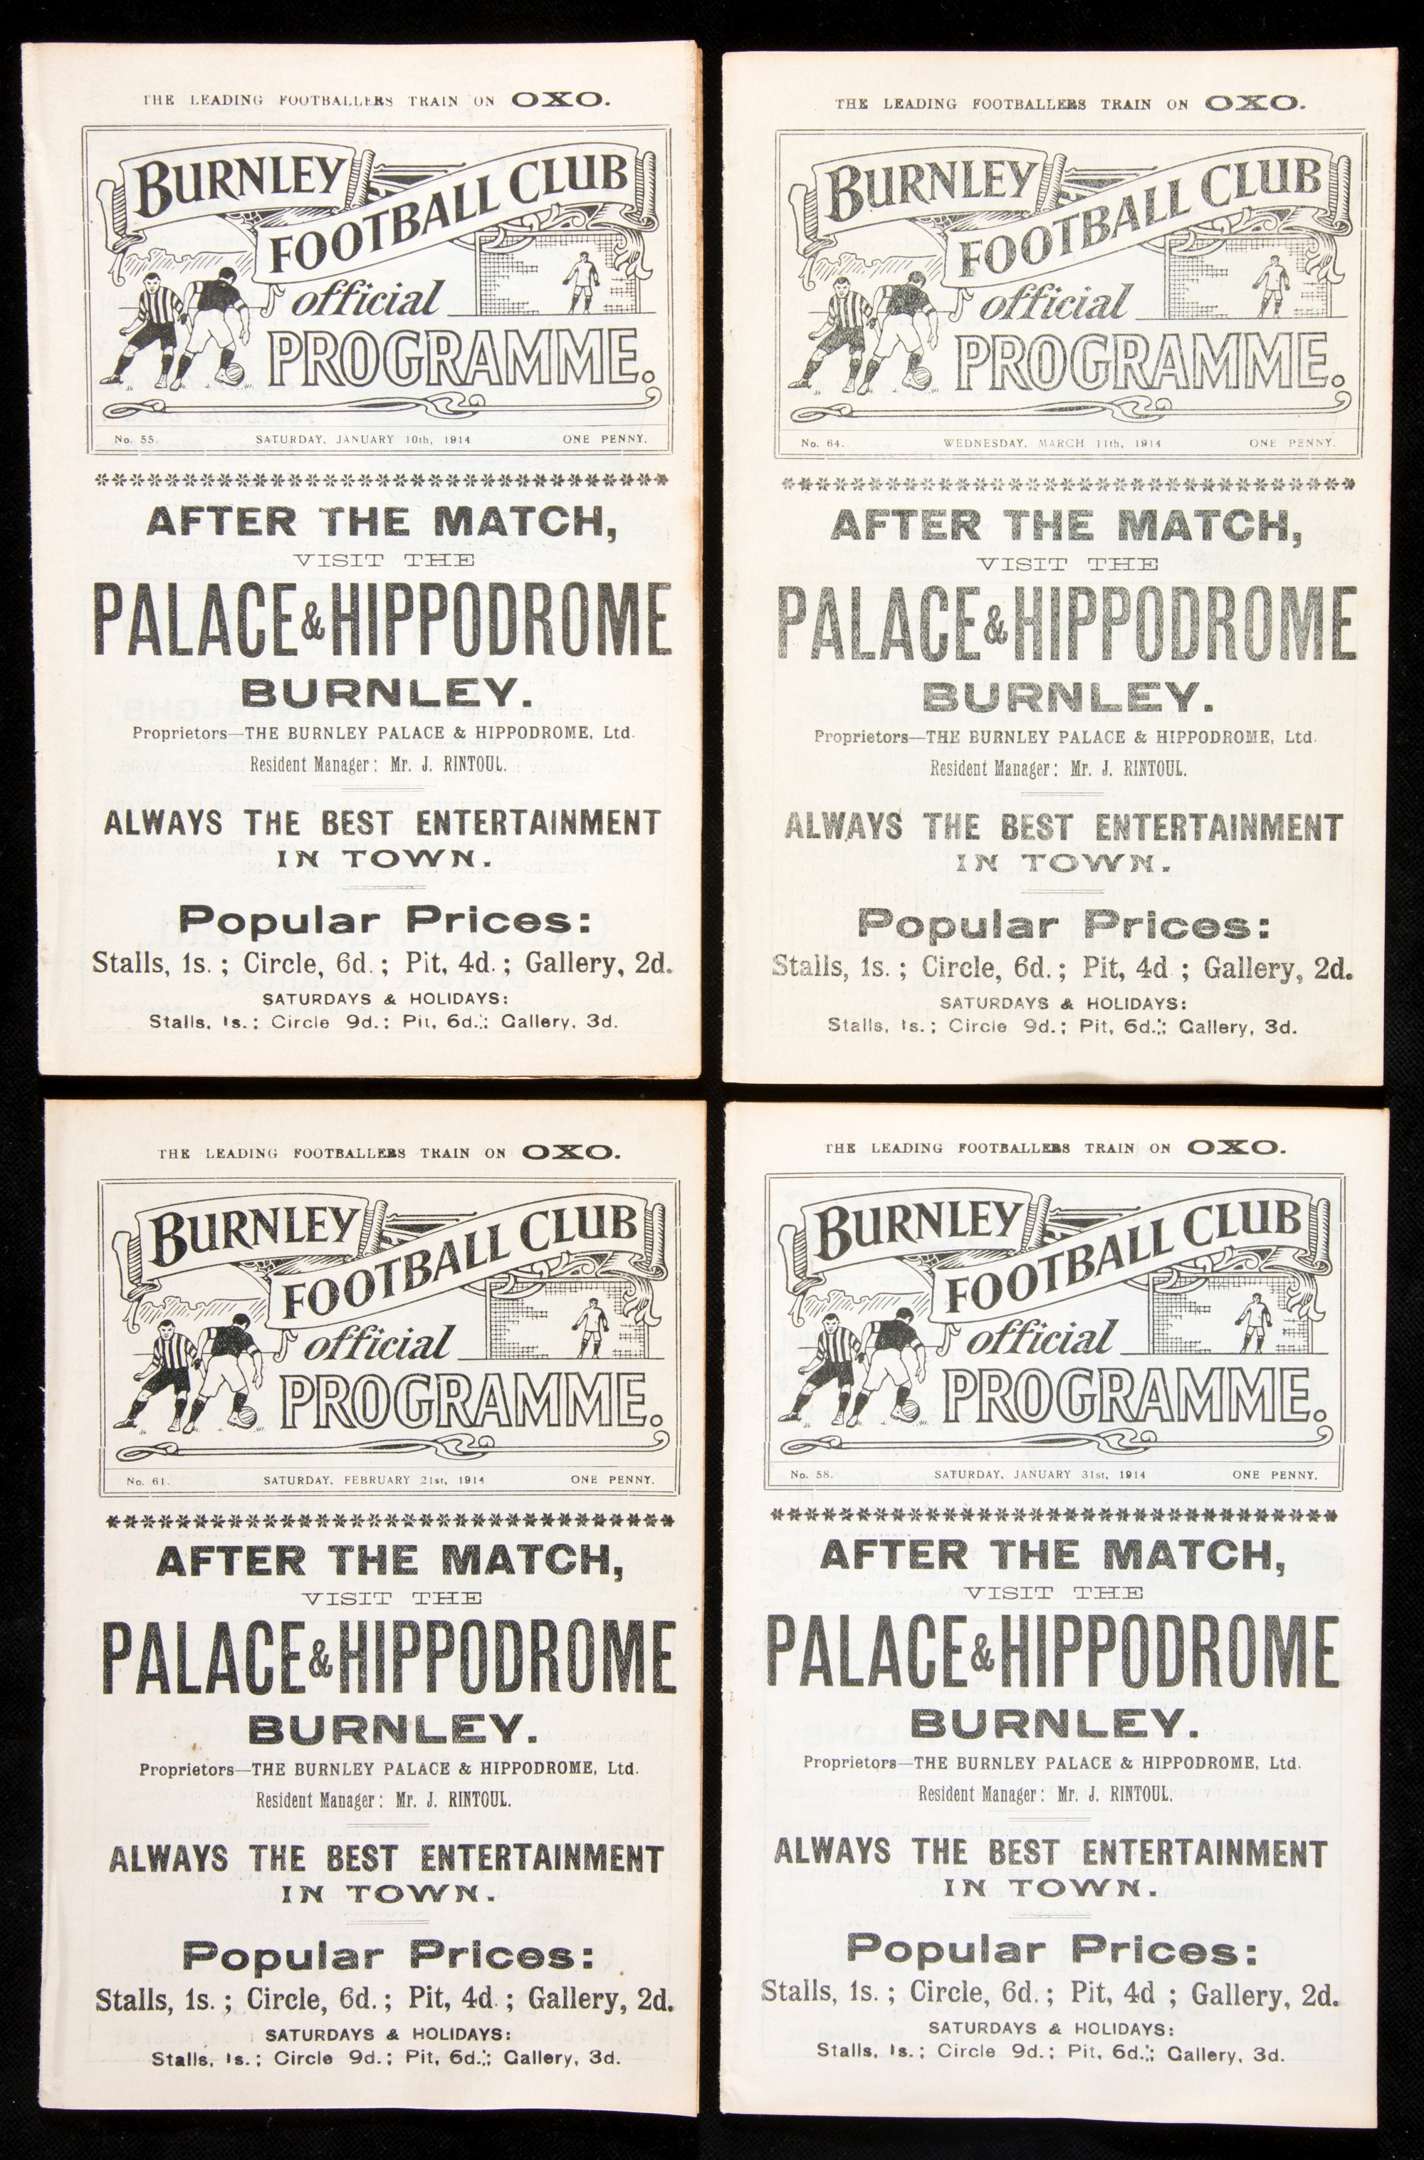 THE LEADING FOOTBALLERS TRAIN ON OXO.
BURNLEY
FOOTBALL CLUB
official
PROGRAMME.
No. 55. SATURDAY, JANUARY 10th, 1914 ONE PENNY.
AFTER THE MATCH,
VISIT THE
PALACE & HIPPODROME
BURNLEY.
Proprietors—THE BURNLEY PALACE & HIPPODROME, Ltd.
Resident Manager: Mr. J. RINTOUL.
ALWAYS THE BEST ENTERTAINMENT
IN TOWN.
Popular Prices:
Stalls, 1s.; Circle, 6d.; Pit, 4d.; Gallery, 2d.
SATURDAYS & HOLIDAYS:
Stalls, 1s.; Circle 9d.; Pit, 6d.; Gallery, 3d.
THE LEADING FOOTBALLERS TRAIN ON OXO.
BURNLEY
FOOTBALL CLUB
official
PROGRAMME.
No. 64. WEDNESDAY, MARCH 11th, 1914 ONE PENNY.
AFTER THE MATCH,
VISIT THE
PALACE & HIPPODROME
BURNLEY.
Proprietors—THE BURNLEY PALACE & HIPPODROME, Ltd.
Resident Manager: Mr. J. RINTOUL.
ALWAYS THE BEST ENTERTAINMENT
IN TOWN.
Popular Prices:
Stalls, 1s.; Circle, 6d.; Pit, 4d ; Gallery, 2d.
SATURDAYS & HOLIDAYS:
Stalls, 1s.; Circle 9d.; Pit, 6d.; Gallery, 3d.
THE LEADING FOOTBALLERS TRAIN ON OXO.
BURNLEY
FOOTBALL CLUB
official
PROGRAMME.
No. 61. SATURDAY, FEBRUARY 21st, 1914 ONE PENNY.
AFTER THE MATCH,
VISIT THE
PALACE & HIPPODROME
BURNLEY.
Proprietors—THE BURNLEY PALACE & HIPPODROME, Ltd.
Resident Manager: Mr. J. RINTOUL.
ALWAYS THE BEST ENTERTAINMENT
IN TOWN.
Popular Prices:
Stalls, 1s.; Circle, 6d.; Pit, 4d.; Gallery, 2d.
SATURDAYS & HOLIDAYS:
Stalls, 1s.; Circle 9d.; Pit, 6d.; Gallery, 3d.
THE LEADING FOOTBALLERS TRAIN ON OXO.
BURNLEY
FOOTBALL CLUB
official
PROGRAMME.
No. 58. SATURDAY, JANUARY 31st, 1914 ONE PENNY.
AFTER THE MATCH,
VISIT THE
PALACE & HIPPODROME
BURNLEY.
Proprietors—THE BURNLEY PALACE & HIPPODROME, Ltd.
Resident Manager: Mr. J. RINTOUL.
ALWAYS THE BEST ENTERTAINMENT
IN TOWN.
Popular Prices:
Stalls, 1s.; Circle, 6d.; Pit, 4d ; Gallery, 2d.
SATURDAYS & HOLIDAYS:
Stalls, 1s.; Circle 9d.; Pit, 6d.; Gallery, 3d.